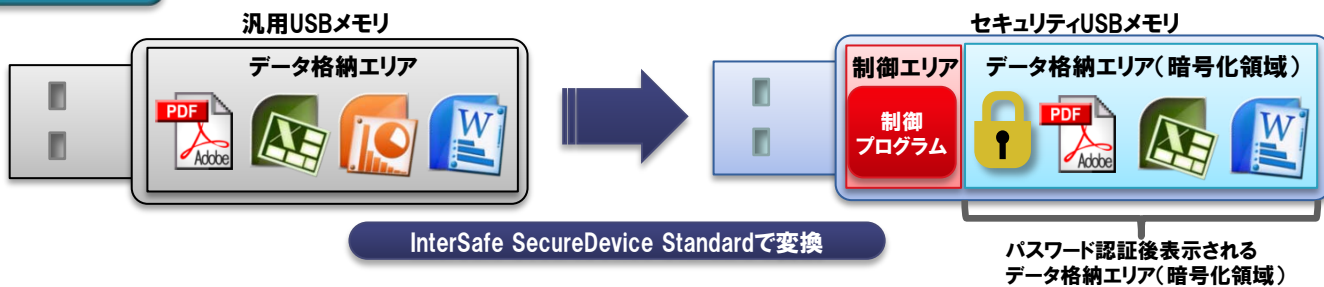 汎用USBメモリ
セキュリティUSBメモリ
データ格納エリア
制御エリア
データ格納エリア（暗号化領域）
PDF
Adobe
X
W
制御
プログラム
PDF
Adobe
X
W
InterSafe SecureDevice Standardで変換
パスワード認証後表示される
データ格納エリア（暗号化領域）